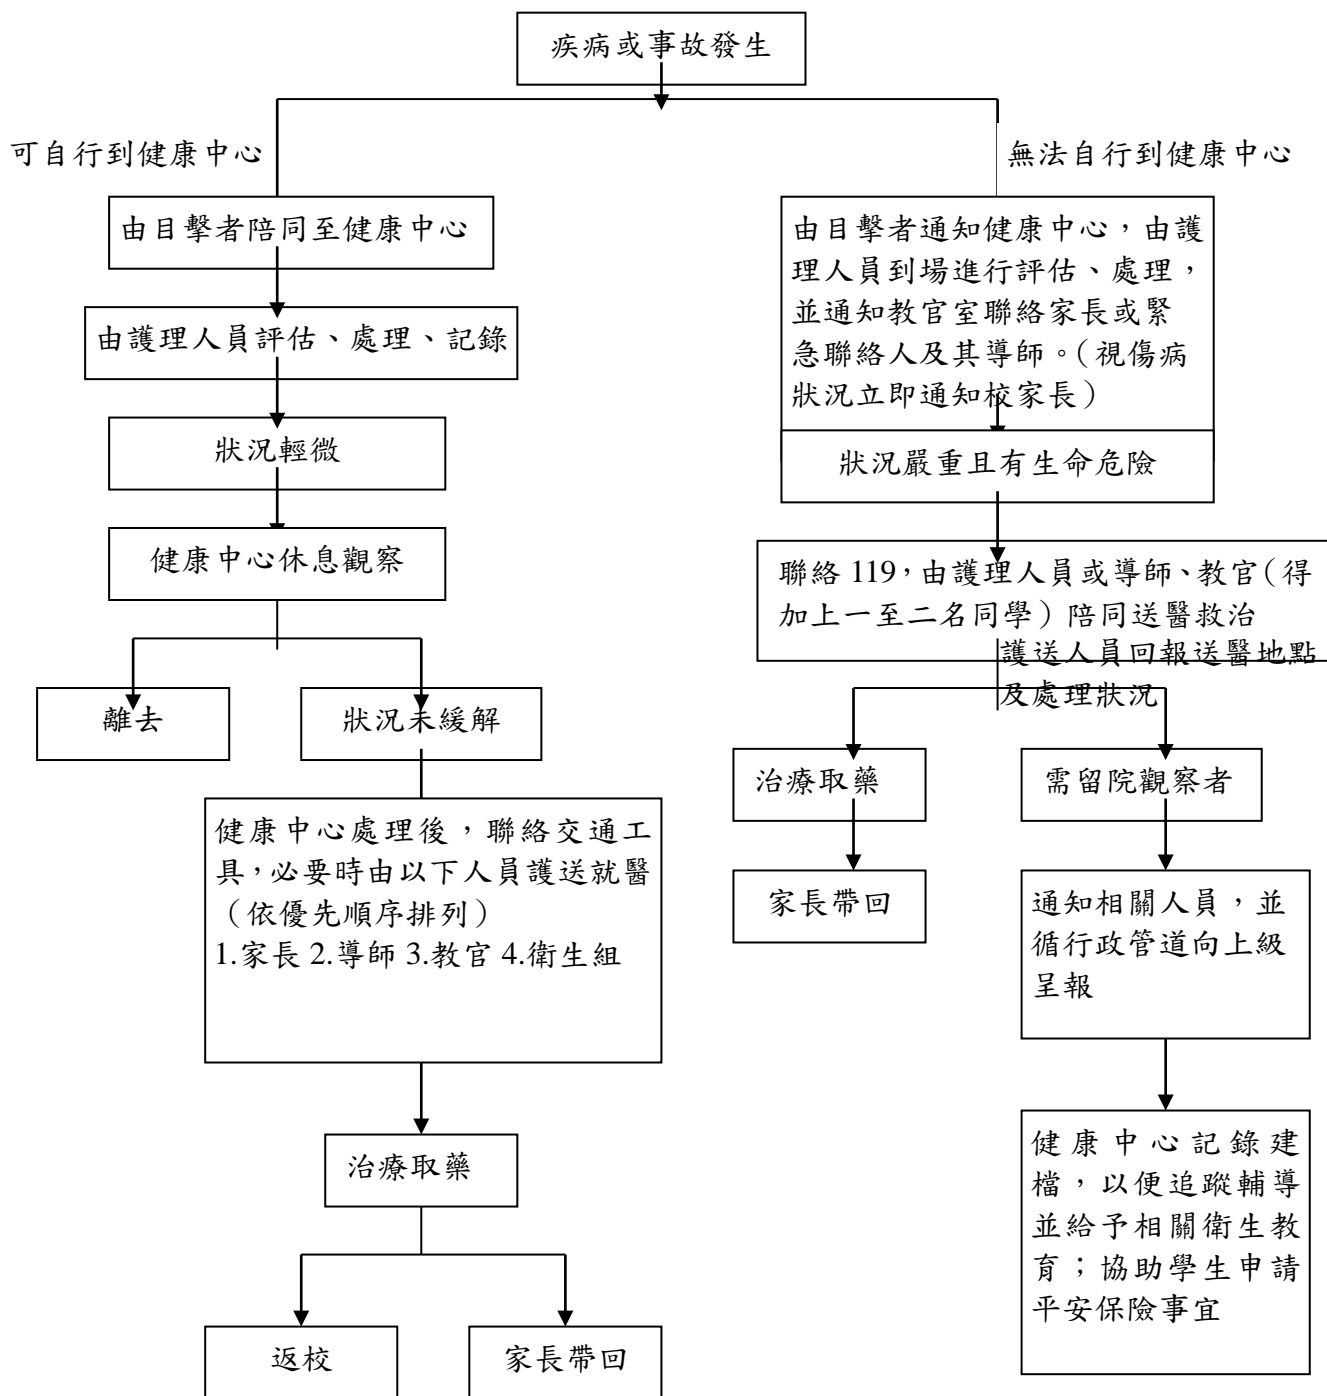 疾病或事故發生
可自行到健康中心
無法自行到健康中心
由目擊者陪同至健康中心
由護理人員評估、處理、記錄
狀況輕微
健康中心休息觀察
離去
狀況未緩解
健康中心處理後，聯絡交通工
具，必要時由以下人員護送就醫
（依優先順序排列）
1.家長 2.導師 3.教官 4.衛生組
治療取藥
返校
家長帶回
由目擊者通知健康中心，由護
理人員到場進行評估、處理，
並通知教官室聯絡家長或緊
急聯絡人及其導師。（視傷病
狀況立即通知校家長）
狀況嚴重且有生命危險
聯絡 119，由護理人員或導師、教官（得
加上一至二名同學）陪同送醫救治
護送人員回報送醫地點
及處理狀況
治療取藥
家長帶回
需留院觀察者
通知相關人員，並
循行政管道向上級
呈報
健康中心記錄建
檔，以便追蹤輔導
並給予相關衛生教
育；協助學生申請
平安保險事宜